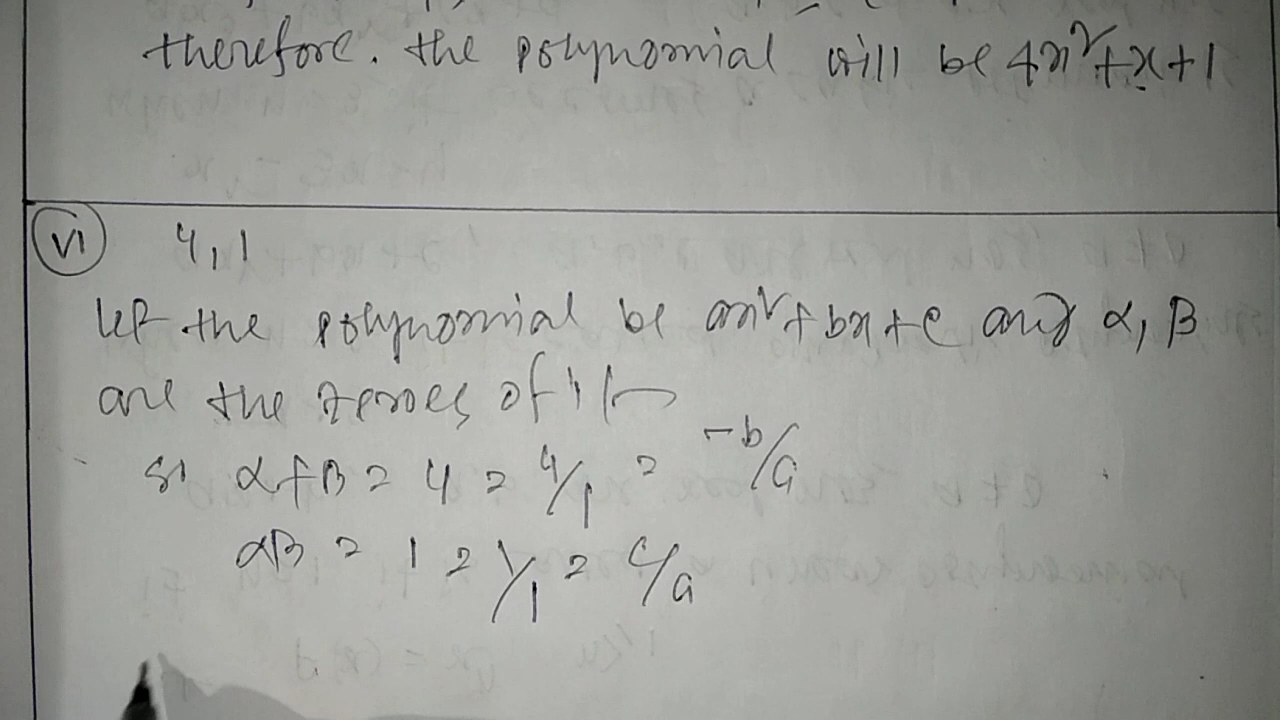 therefore. the polynomial will be 4x²+x+1
(vi) 4, 1
let the polynomial be ax²+bx+c and α, β
are the zeroes of it
so α+β = 4 = 4/1 = -b/a
αβ = 1 = 1/1 = c/a